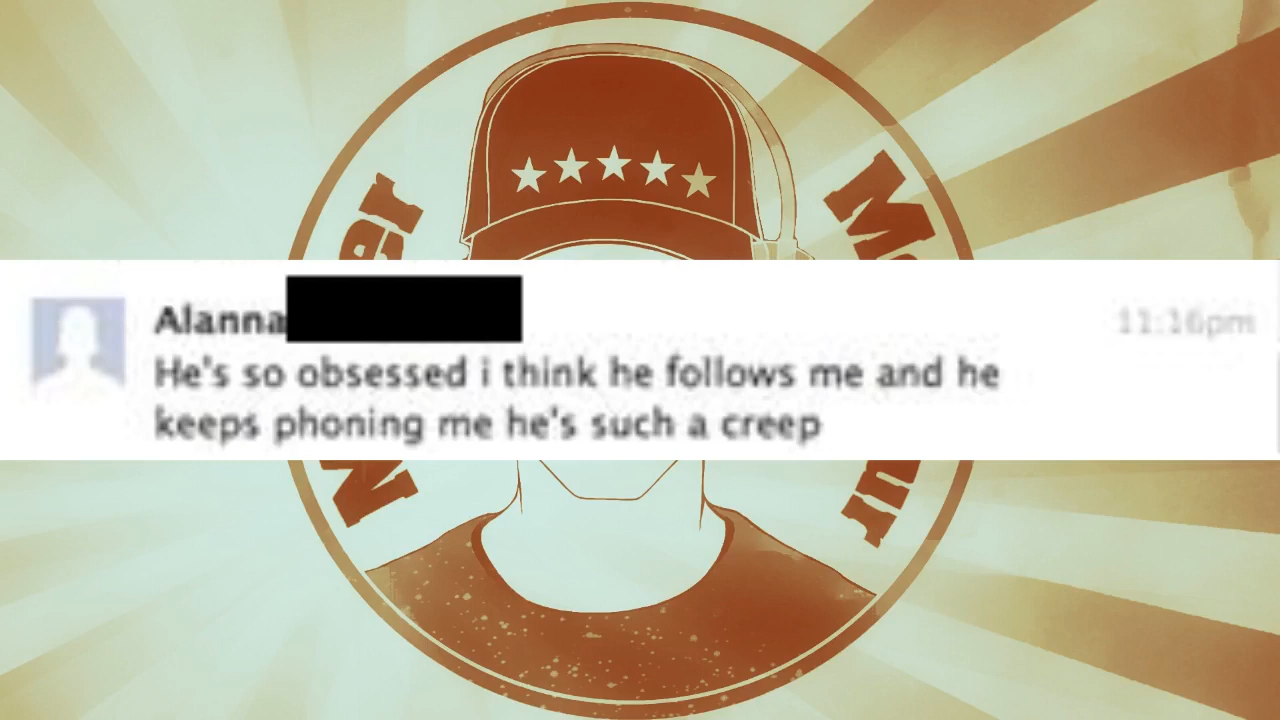 Alanna
11:16pm
He's so obsessed i think he follows me and he
keeps phoning me he's such a creep